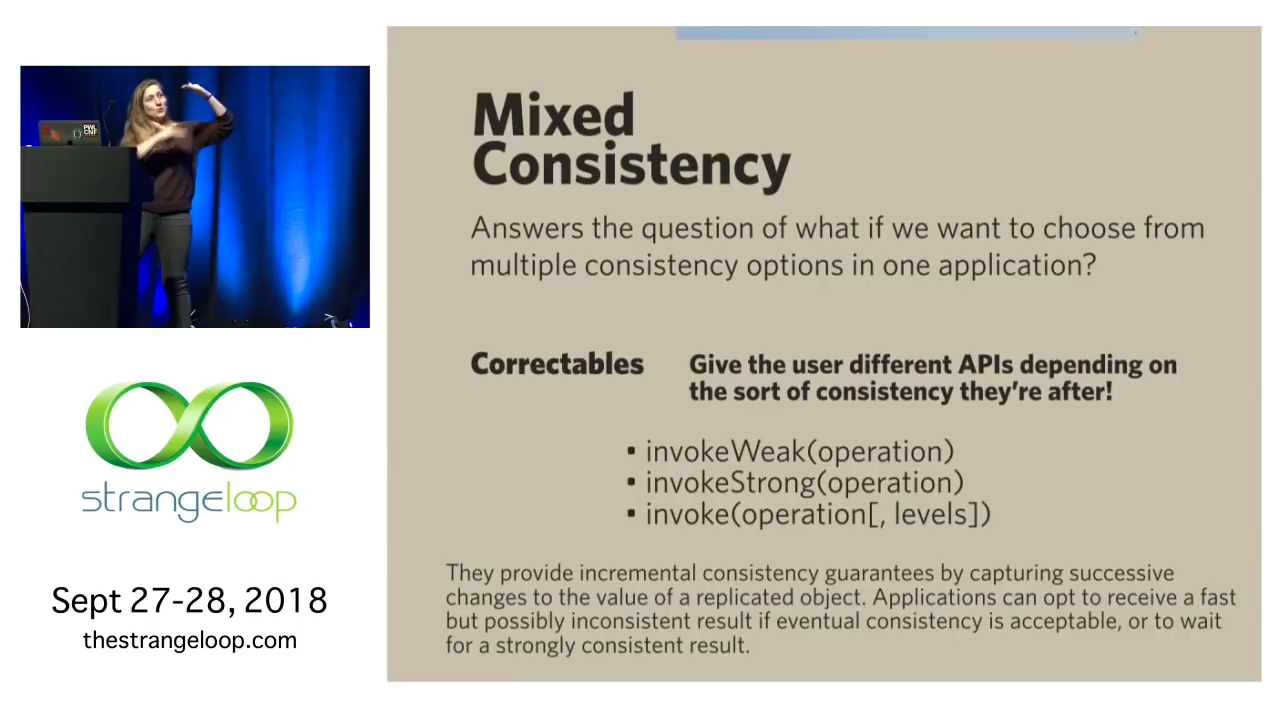 Mixed
Consistency
Answers the question of what if we want to choose from
multiple consistency options in one application?
Correctables
Give the user different APIs depending on
the sort of consistency they're after!
• invokeWeak(operation)
• invokeStrong(operation)
• invoke(operation[, levels])
They provide incremental consistency guarantees by capturing successive
changes to the value of a replicated object. Applications can opt to receive a fast
but possibly inconsistent result if eventual consistency is acceptable, or to wait
for a strongly consistent result.
PWL
CNF
strangeloop
Sept 27-28, 2018
thestrangeloop.com